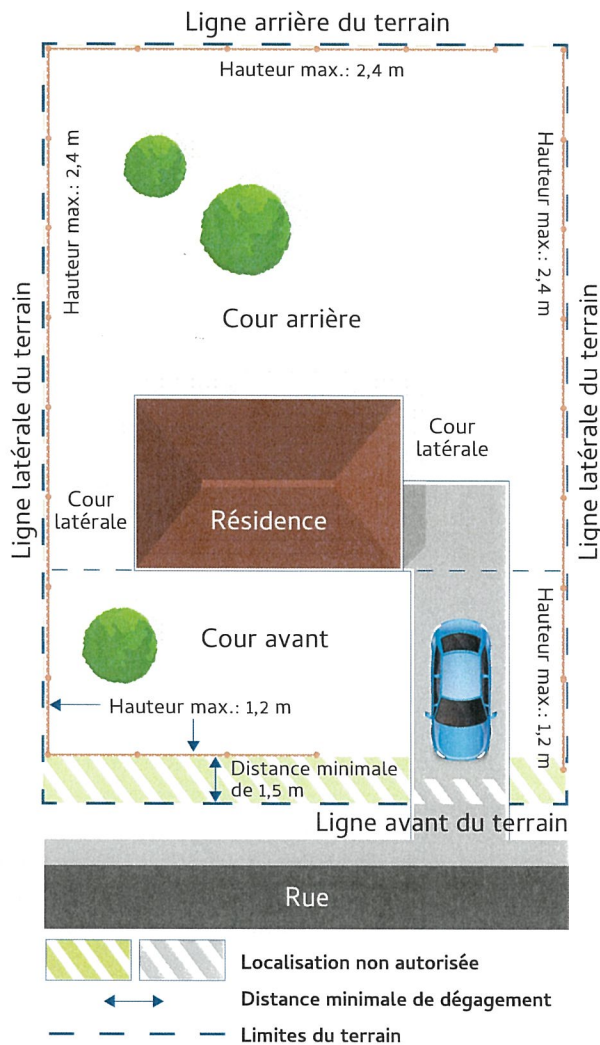 Ligne arrière du terrain
Hauteur max.: 2,4 m
Hauteur max.: 2,4 m
Hauteur max.: 2,4 m
Ligne latérale du terrain
Ligne latérale du terrain
Cour arrière
Cour
latérale
Cour
latérale
Résidence
Cour avant
Hauteur max.: 1,2 m
Hauteur max.: 1,2 m
Distance minimale
de 1,5 m
Ligne avant du terrain
Rue
Localisation non autorisée
Distance minimale de dégagement
Limites du terrain